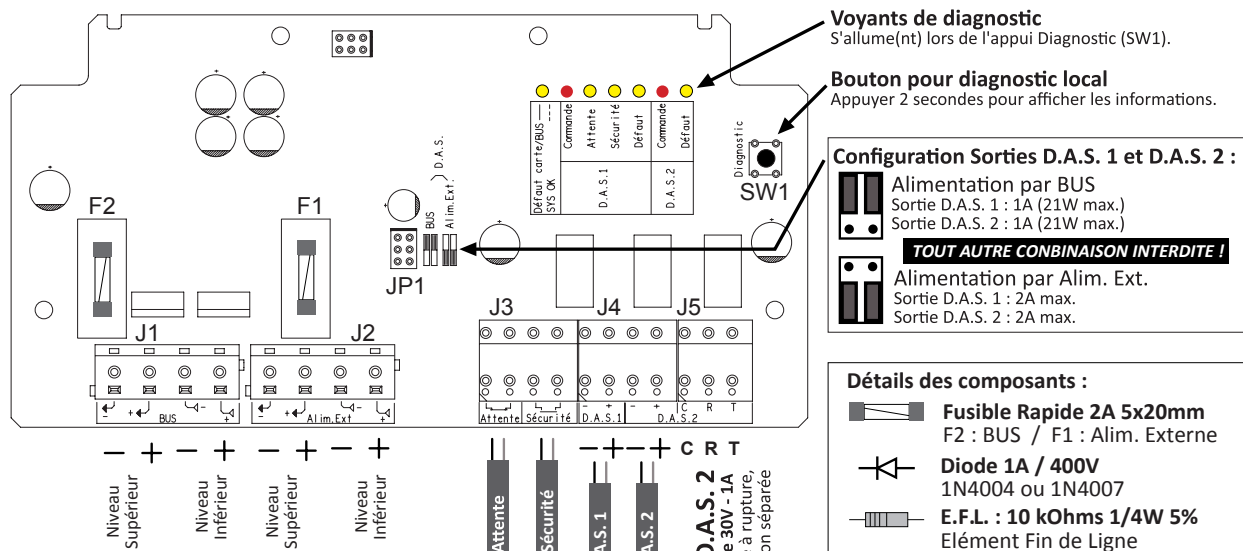 Voyants de diagnostic
S'allume(nt) lors de l'appui Diagnostic (SW1).
Bouton pour diagnostic local
Appuyer 2 secondes pour afficher les informations.
Défaut carte/BUS
SYS OK
Commande
Attente
Sécurité
Défaut
Commande
Défaut
D.A.S.1
D.A.S.2
Diagnostic
SW1
Configuration Sorties D.A.S. 1 et D.A.S. 2 :
Alimentation par BUS
Sortie D.A.S. 1 : 1A (21W max.)
Sortie D.A.S. 2 : 1A (21W max.)
TOUT AUTRE CONBINAISON INTERDITE !
Alimentation par Alim. Ext.
Sortie D.A.S. 1 : 2A max.
Sortie D.A.S. 2 : 2A max.
F2
F1
BUS
Alim.Ext.
D.A.S.
JP1
J1
J2
J3
J4
J5
- + - +
BUS
- + - +
Alim.Ext
Attente
Sécurité
- +
D.A.S.1
- + C R T
D.A.S.2
− + − +
− + − +
− + − + C R T
Niveau
Supérieur
Niveau
Inférieur
Niveau
Supérieur
Niveau
Inférieur
Attente
Sécurité
A.S. 1
A.S. 2
D.A.S. 2
30V - 1A
à rupture,
séparée
Détails des composants :
Fusible Rapide 2A 5x20mm
F2 : BUS / F1 : Alim. Externe
Diode 1A / 400V
1N4004 ou 1N4007
E.F.L. : 10 kOhms 1/4W 5%
Elément Fin de Ligne